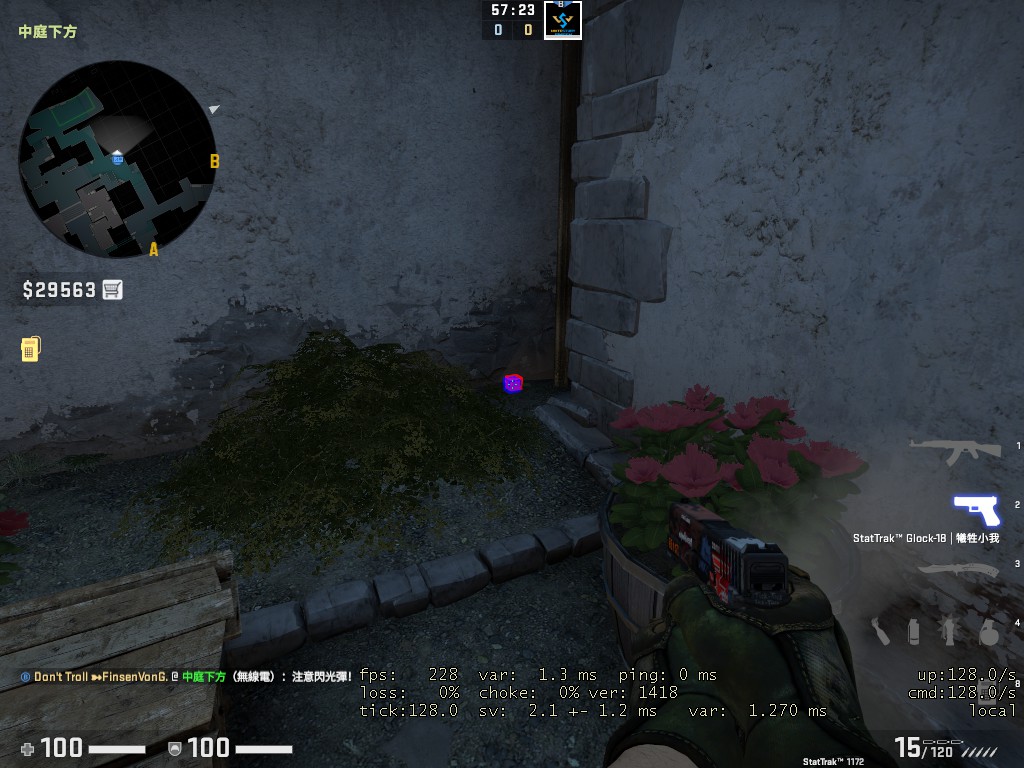 中庭下方
57:23
0 0
B
A
$29563
1
2
StatTrak™ Glock-18 | 犧牲小我
3
4
Don't Troll ➽FinsenVonG. @ 中庭下方 (無線電): 注意閃光彈!
fps: 228 var: 1.3 ms ping: 0 ms
loss: 0% choke: 0% ver: 1418
tick:128.0 sv: 2.1 +- 1.2 ms var: 1.270 ms
up:128.0/s
cmd:128.0/s
local
8
100
100
15/120
StatTrak™ 1172